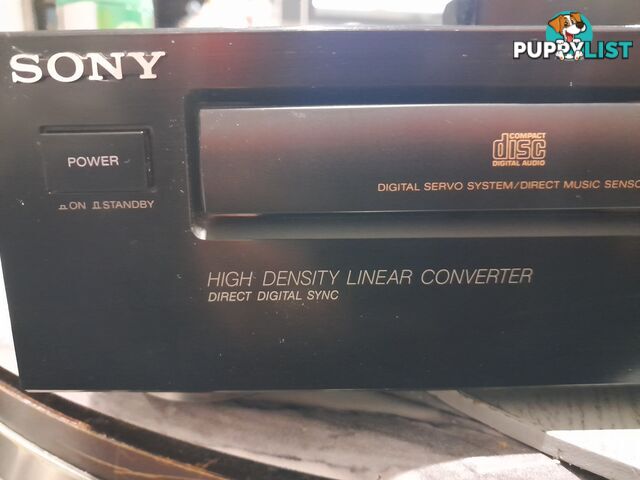 PUPPYLIST
SONY
COMPACT
disc
DIGITAL AUDIO
POWER
DIGITAL SERVO SYSTEM/DIRECT MUSIC SENSO
ON STANDBY
HIGH DENSITY LINEAR CONVERTER
DIRECT DIGITAL SYNC